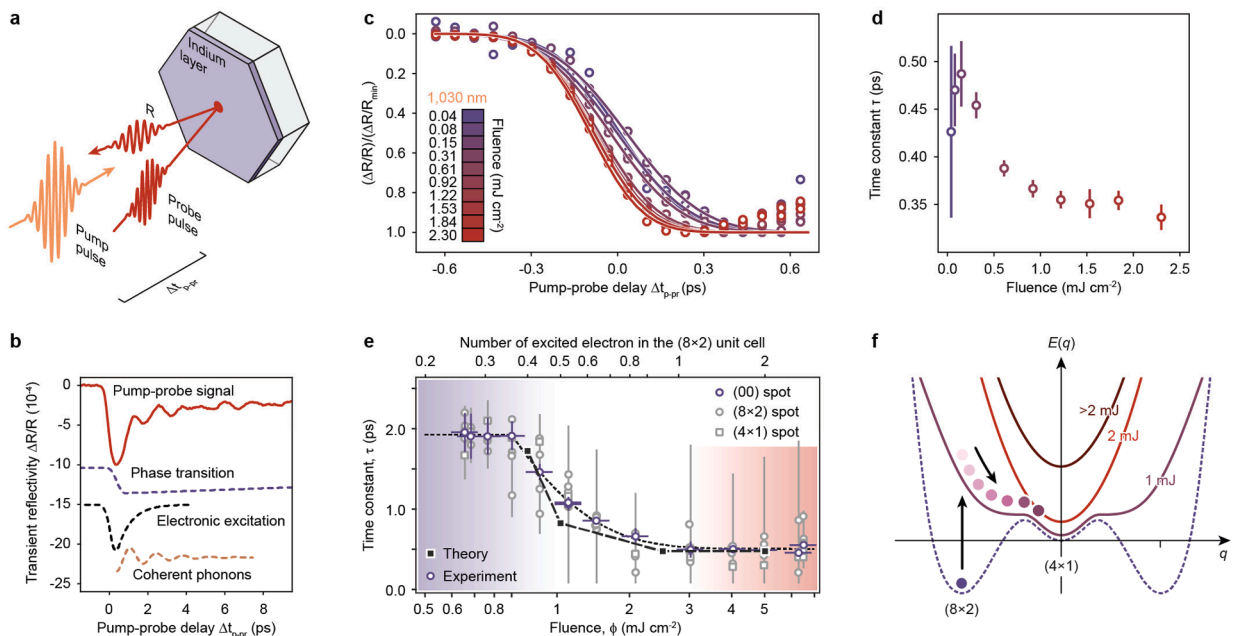 a
Indium
layer
R
Probe
pulse
Pump
pulse
Δt_p-pr
b
Transient reflectivity ΔR/R (10⁻⁴)
0
-5
-10
-15
-20
-25
Pump-probe signal
Phase transition
Electronic excitation
Coherent phonons
0 2 4 6 8
Pump-probe delay Δt_p-pr (ps)
c
(ΔR/R)/(ΔR/R_min)
0.0
0.2
0.4
0.6
0.8
1.0
1,030 nm
0.04
0.08
0.15
0.31
0.61
0.92
1.22
1.53
1.84
2.30
Fluence (mJ cm⁻²)
-0.6 -0.3 0.0 0.3 0.6
Pump-probe delay Δt_p-pr (ps)
d
Time constant τ (ps)
0.50
0.45
0.40
0.35
0.0 0.5 1.0 1.5 2.0 2.5
Fluence (mJ cm⁻²)
e
Number of excited electron in the (8×2) unit cell
0.2 0.3 0.4 0.5 0.6 0.8 1 2
Time constant, τ (ps)
2.0
1.0
0.0
(00) spot
(8×2) spot
(4×1) spot
Theory
Experiment
0.5 0.6 0.8 1 2 3 4 5
Fluence, ϕ (mJ cm⁻²)
f
E(q)
>2 mJ
2 mJ
1 mJ
q
(4×1)
(8×2)